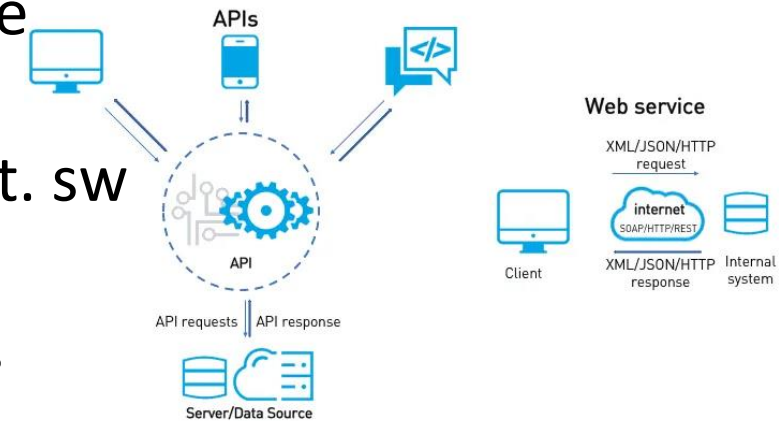 e
APIs
</>
t. sw
API
API requests
API response
Server/Data Source
Web service
XML/JSON/HTTP
request
internet
SOAP/HTTP/REST
Client
XML/JSON/HTTP
response
Internal
system